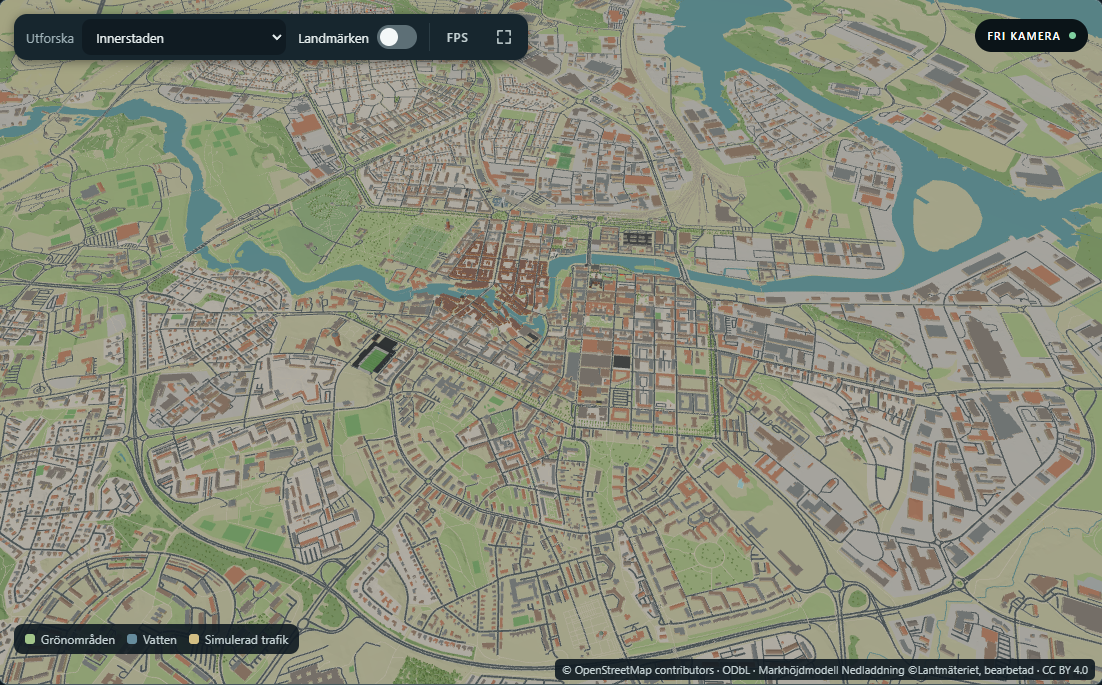 Utforska Innerstaden Landmärken FPS
FRI KAMERA
Grönområden Vatten Simulerad trafik
© OpenStreetMap contributors · ODbL · Markhöjdmodell Nedladdning ©Lantmäteriet, bearbetad · CC BY 4.0